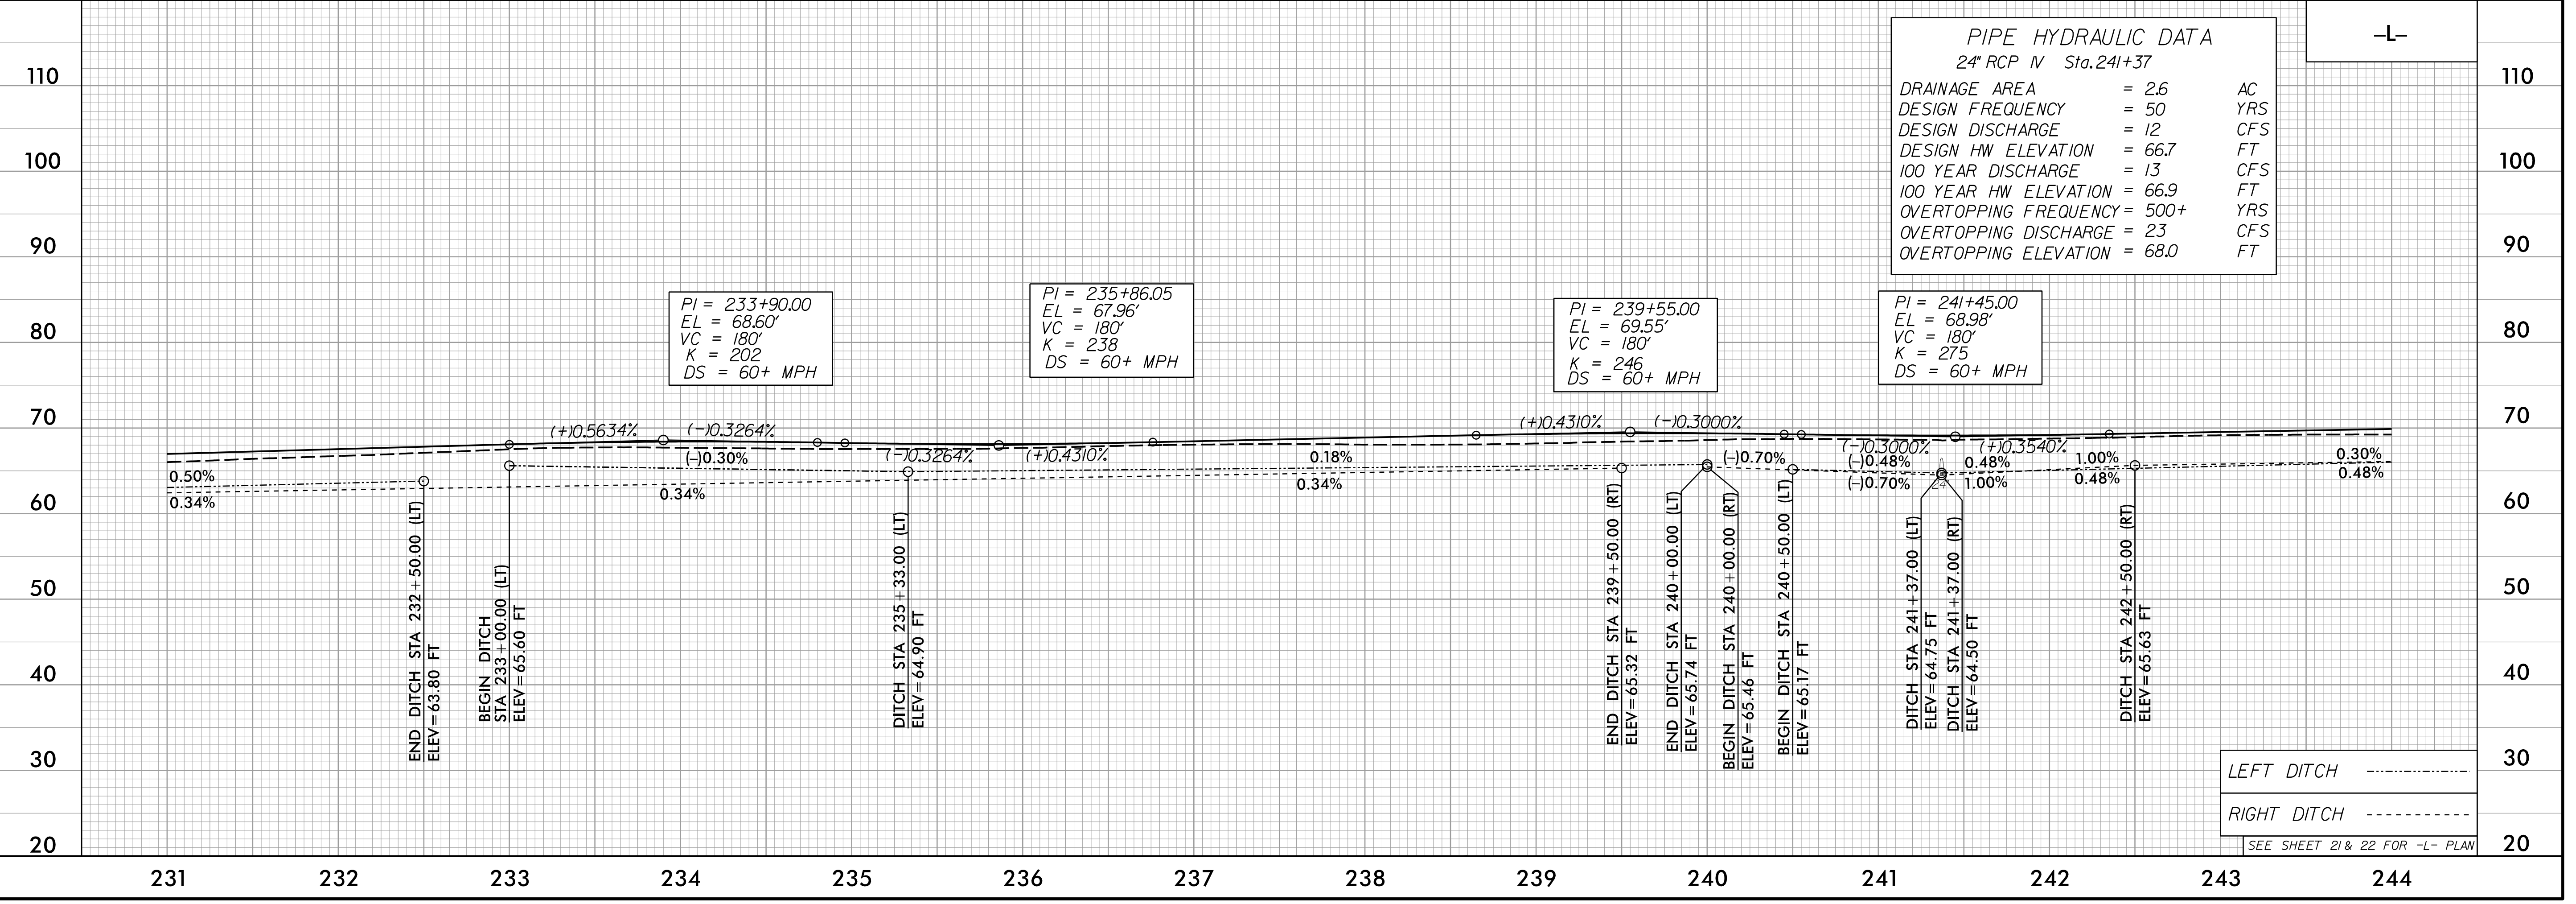 -L-
PIPE HYDRAULIC DATA
24" RCP IV Sta. 241+37
DRAINAGE AREA = 2.6 AC
DESIGN FREQUENCY = 50 YRS
DESIGN DISCHARGE = 12 CFS
DESIGN HW ELEVATION = 66.7 FT
100 YEAR DISCHARGE = 13 CFS
100 YEAR HW ELEVATION = 66.9 FT
OVERTOPPING FREQUENCY = 500+ YRS
OVERTOPPING DISCHARGE = 23 CFS
OVERTOPPING ELEVATION = 68.0 FT
110 110
100 100
90 90
80 80
70 70
60 60
50 50
40 40
30 30
20 20
PI = 233+90.00
EL = 68.60'
VC = 180'
K = 202
DS = 60+ MPH
PI = 235+86.05
EL = 67.96'
VC = 180'
K = 238
DS = 60+ MPH
PI = 239+55.00
EL = 69.55'
VC = 180'
K = 246
DS = 60+ MPH
PI = 241+45.00
EL = 68.98'
VC = 180'
K = 275
DS = 60+ MPH
(+)0.5634% (-)0.3264%
(-)0.3264% (+)0.4310%
(+)0.4310% (-)0.3000%
(-)0.3000% (+)0.3540%
0.50%
0.34%
(-)0.30%
0.34%
0.18%
0.34%
(-)0.70%
(-)0.48%
(-)0.70%
0.48%
1.00%
1.00%
0.48%
0.30%
0.48%
24"
END DITCH STA 232+50.00 (LT)
ELEV=63.80 FT
BEGIN DITCH
STA 233+00.00 (LT)
ELEV=65.60 FT
DITCH STA 235+33.00 (LT)
ELEV=64.90 FT
END DITCH STA 239+50.00 (RT)
ELEV=65.32 FT
END DITCH STA 240+00.00 (LT)
ELEV=65.74 FT
BEGIN DITCH STA 240+00.00 (RT)
ELEV=65.46 FT
BEGIN DITCH STA 240+50.00 (LT)
ELEV=65.17 FT
DITCH STA 241+37.00 (LT)
ELEV=64.75 FT
DITCH STA 241+37.00 (RT)
ELEV=64.50 FT
DITCH STA 242+50.00 (RT)
ELEV=65.63 FT
LEFT DITCH
RIGHT DITCH
SEE SHEET 21 & 22 FOR -L- PLAN
231 232 233 234 235 236 237 238 239 240 241 242 243 244